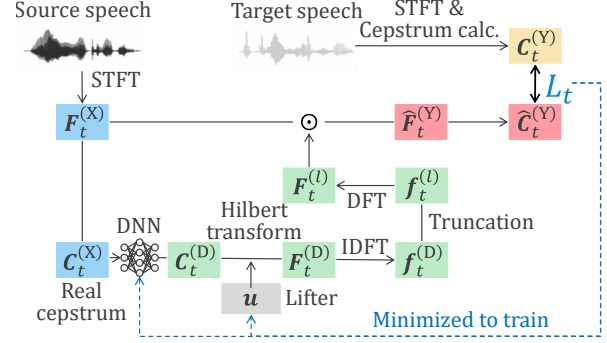 Source speech
Target speech
STFT &
Cepstrum calc.
C_t^(Y)
STFT
L_t
F_t^(X)
⊙
F̂_t^(Y)
Ĉ_t^(Y)
F_t^(l)
f_t^(l)
DFT
DNN
Hilbert
transform
Truncation
C_t^(X)
C_t^(D)
F_t^(D)
IDFT
f_t^(D)
Real
cepstrum
u
Lifter
Minimized to train